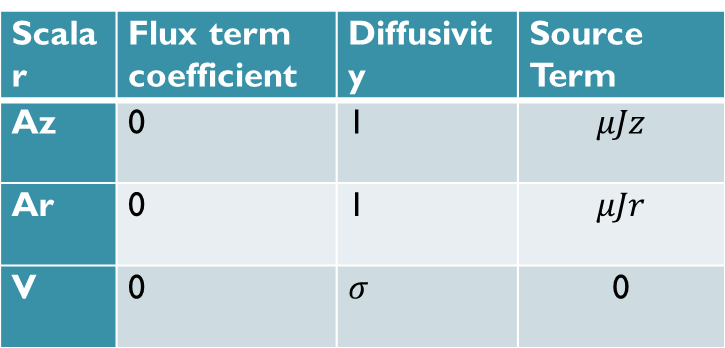 Scala
r
Flux term
coefficient
Diffusivit
y
Source
Term
Az
0
1
μJz
Ar
0
1
μJr
V
0
σ
0